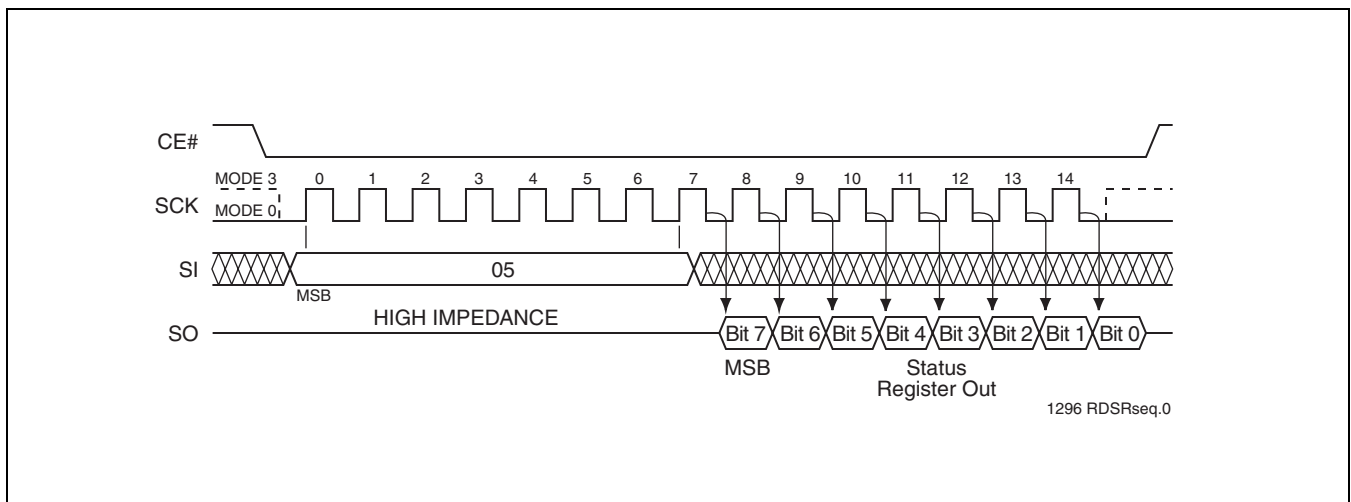 CE#
MODE 3 0 1 2 3 4 5 6 7 8 9 10 11 12 13 14
SCK
MODE 0
SI 05
MSB
HIGH IMPEDANCE
SO Bit 7 Bit 6 Bit 5 Bit 4 Bit 3 Bit 2 Bit 1 Bit 0
MSB Status
Register Out
1296 RDSRseq.0